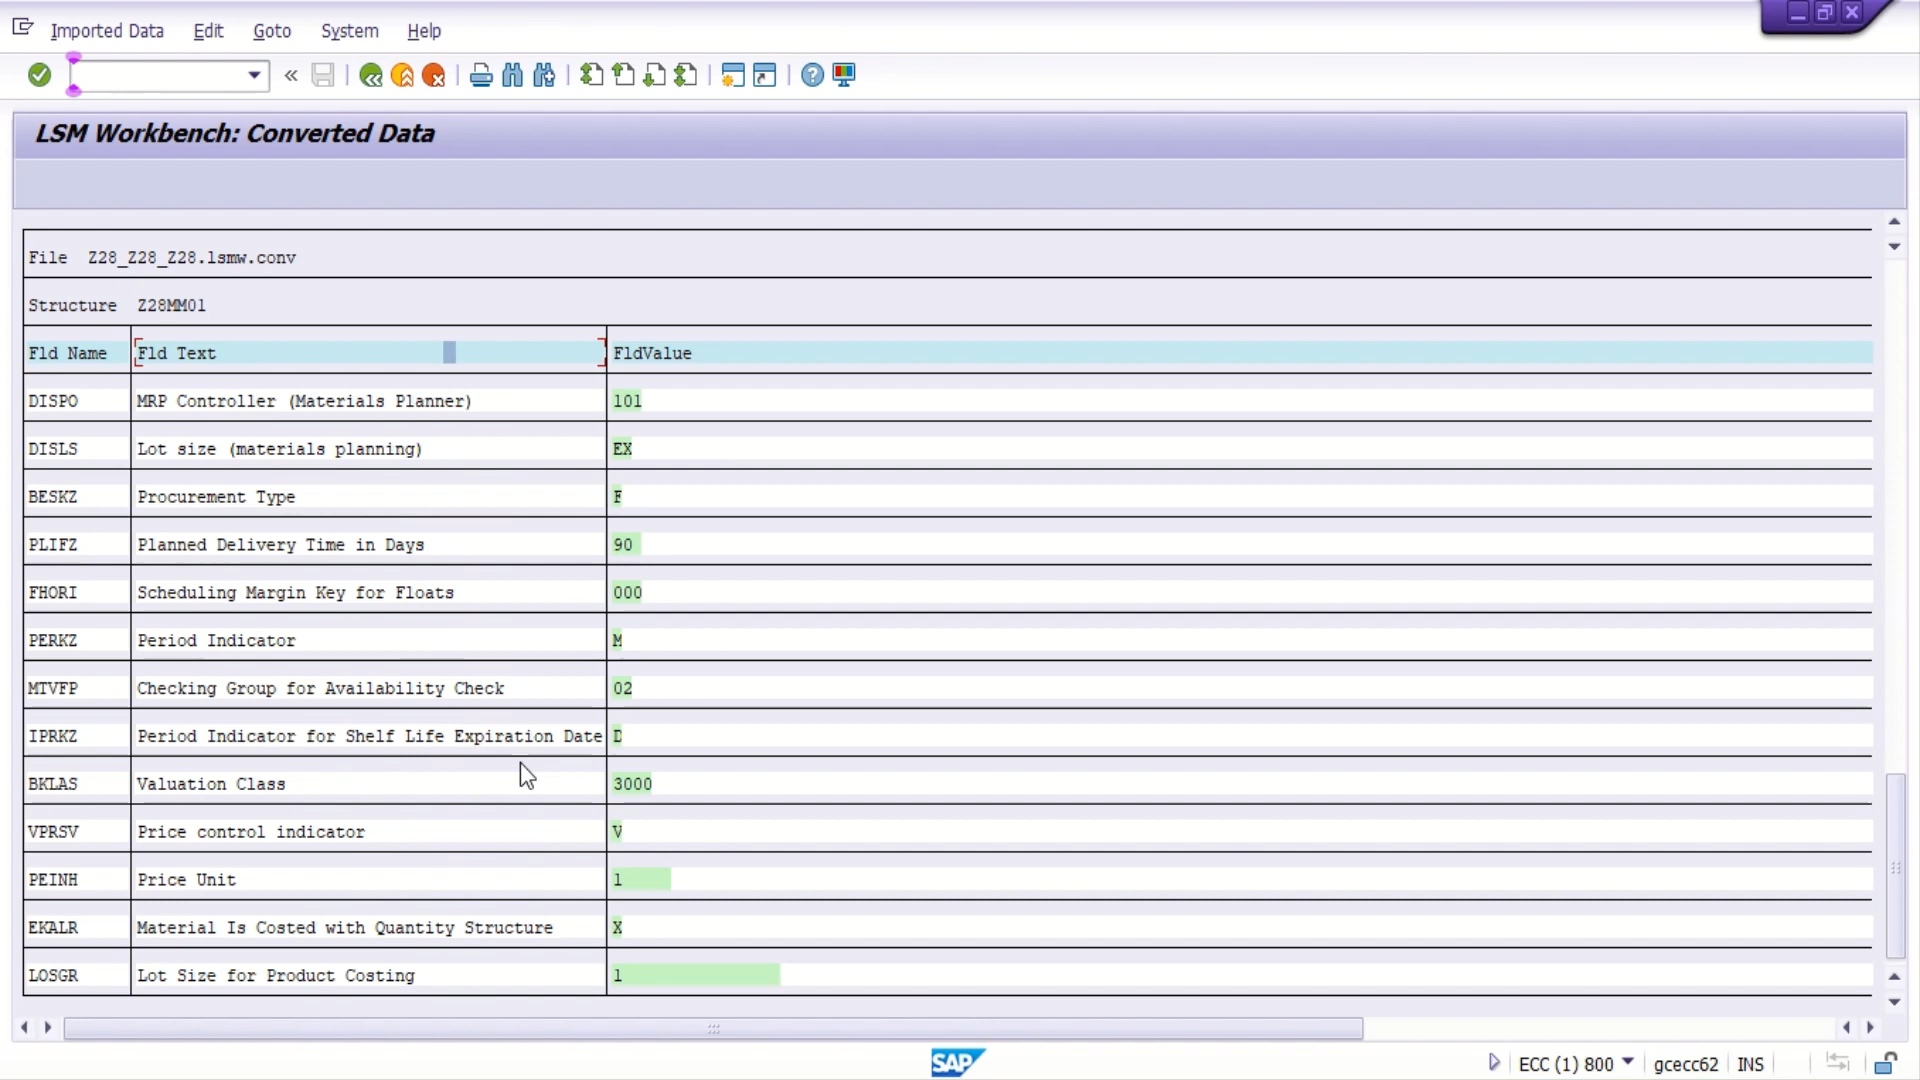 Imported Data Edit Goto System Help
LSM Workbench: Converted Data
File Z28_Z28_Z28.lsmw.conv
Structure Z28MM01
Fld Name Fld Text FldValue
DISPO MRP Controller (Materials Planner) 101
DISLS Lot size (materials planning) EX
BESKZ Procurement Type F
PLIFZ Planned Delivery Time in Days 90
FHORI Scheduling Margin Key for Floats 000
PERKZ Period Indicator M
MTVFP Checking Group for Availability Check 02
IPRKZ Period Indicator for Shelf Life Expiration Date D
BKLAS Valuation Class 3000
VPRSV Price control indicator V
PEINH Price Unit 1
EKALR Material Is Costed with Quantity Structure X
LOSGR Lot Size for Product Costing 1
SAP ECC (1) 800 gcecc62 INS